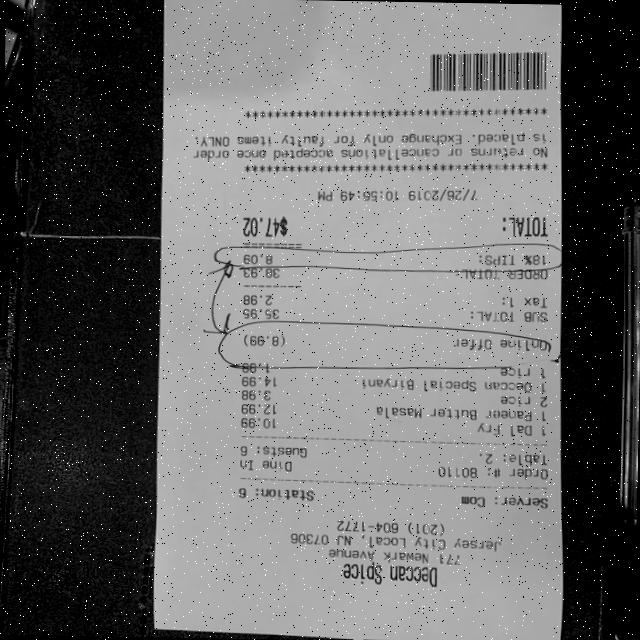 Deccan Spice
771 Newark Avenue
Jersey City Local, NJ 07306
(201) 604-1772
Server: Com Station: 6
Order #: 80110 Dine In
Table: 2. Guests: 6
1 Dal Fry 10.99
1 Paneer Butter Masala 12.99
2 rice 3.98
1 Deccan Special Biryani 14.99
1 rice 1.99
Online Offer (8.99)
SUB TOTAL: 35.95
Tax 1: 2.98
ORDER TOTAL: 38.93
18% TIPS: 8.09
TOTAL: $47.02
7/26/2019 10:55:49 PM
No returns or cancellations accepted once order
is placed. Exchange only for faulty items ONLY.